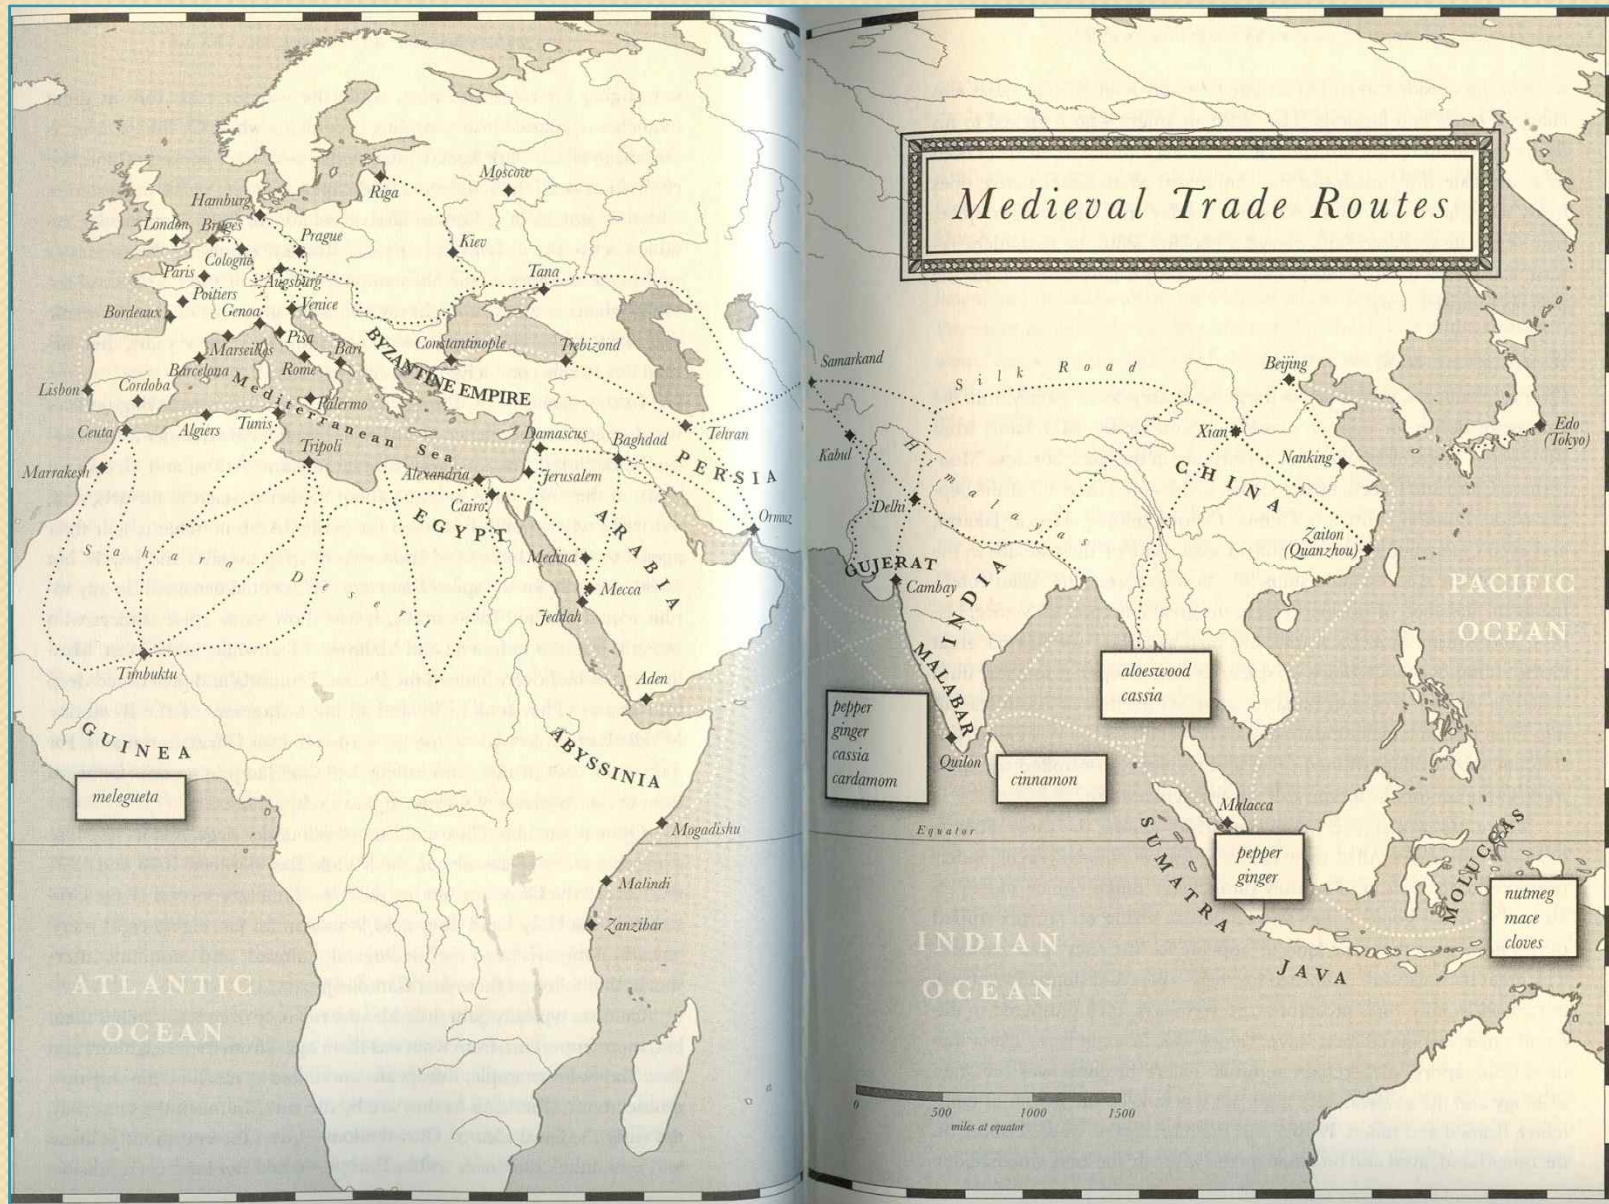 Medieval Trade Routes
Riga
Moscow
Hamburg
London
Bruges
Prague
Kiev
Cologne
Paris
Augsburg
Tana
Poitiers
Venice
Bordeaux
Genoa
Pisa
Constantinople
Trebizond
Marseilles
Bari
BYZANTINE EMPIRE
Barcelona
Rome
Lisbon
Cordoba
Mediterranean Sea
Palermo
Ceuta
Algiers
Tunis
Tripoli
Damascus
Baghdad
Tehran
PERSIA
Marrakesh
Alexandria
Jerusalem
Cairo
EGYPT
ARABIA
Ormuz
Sahara Desert
Medina
Mecca
Jeddah
Timbuktu
Aden
GUINEA
ABYSSINIA
melegueta
Mogadishu
Malindi
Zanzibar
ATLANTIC
OCEAN
Samarkand
Silk Road
Beijing
Kabul
Himalayas
Xian
CHINA
Nanking
Edo
(Tokyo)
Delhi
Zaiton
(Quanzhou)
GUJERAT
Cambay
INDIA
PACIFIC
OCEAN
MALABAR
aloeswood
cassia
pepper
ginger
cassia
cardamom
Quilon
cinnamon
Malacca
Equator
pepper
ginger
SUMATRA
MOLUCCAS
nutmeg
mace
cloves
INDIAN
OCEAN
JAVA
0 500 1000 1500
miles at equator